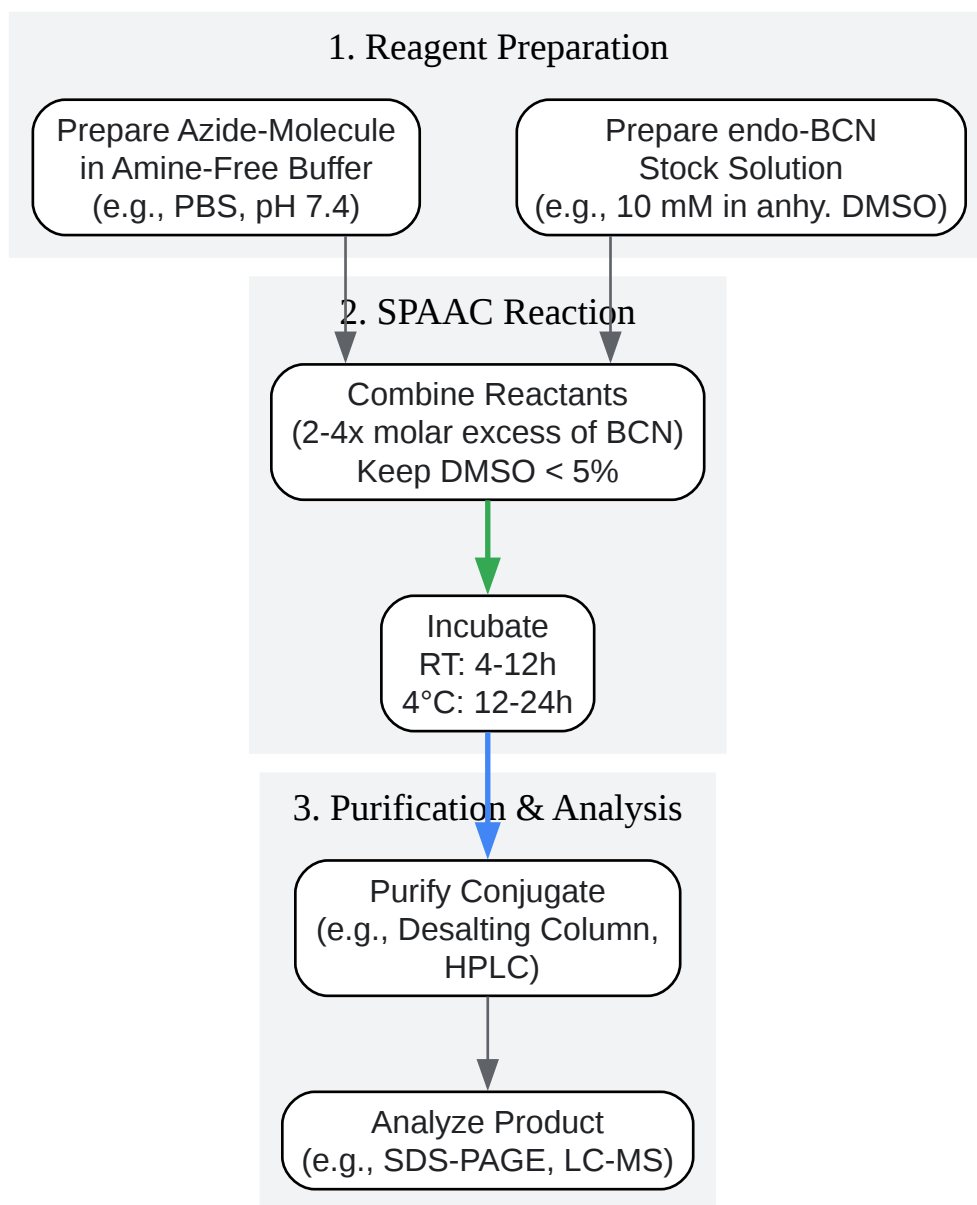 1. Reagent Preparation
Prepare Azide-Molecule
in Amine-Free Buffer
(e.g., PBS, pH 7.4)
Prepare endo-BCN
Stock Solution
(e.g., 10 mM in anhy. DMSO)
2. SPAAC Reaction
Combine Reactants
(2-4x molar excess of BCN)
Keep DMSO < 5%
Incubate
RT: 4-12h
4°C: 12-24h
3. Purification & Analysis
Purify Conjugate
(e.g., Desalting Column,
HPLC)
Analyze Product
(e.g., SDS-PAGE, LC-MS)